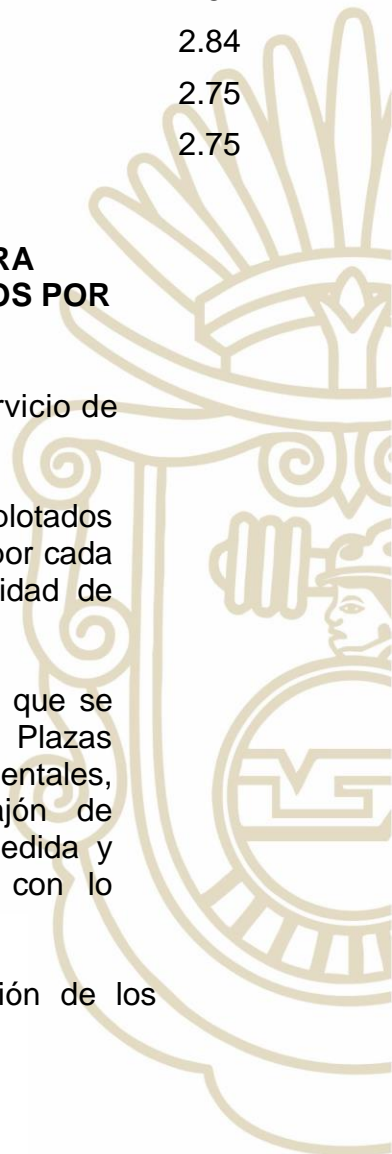 2.84
2.75
2.75
RA
OS POR
rvicio de
olotados
por cada
idad de
que se
Plazas
entales,
ajón de
edida y
con lo
ión de los